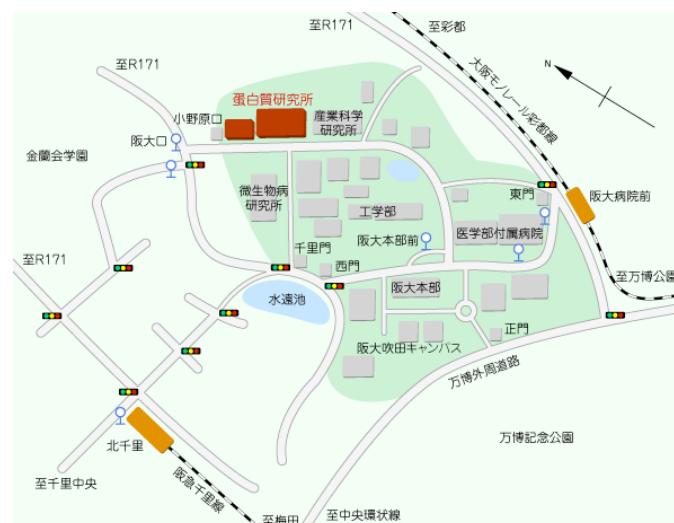 至彩都
至R171
N
大阪モノレール彩都線
至R171
蛋白質研究所
小野原口
産業科学
研究所
阪大口
金蘭会学園
微生物病
研究所
東門
阪大病院前
工学部
医学部付属病院
阪大本部前
千里門
西門
至R171
至万博公園
水遠池
阪大本部
正門
阪大吹田キャンパス
万博外周道路
万博記念公園
北千里
至千里中央
阪急千里線
至梅田
至中央環状線